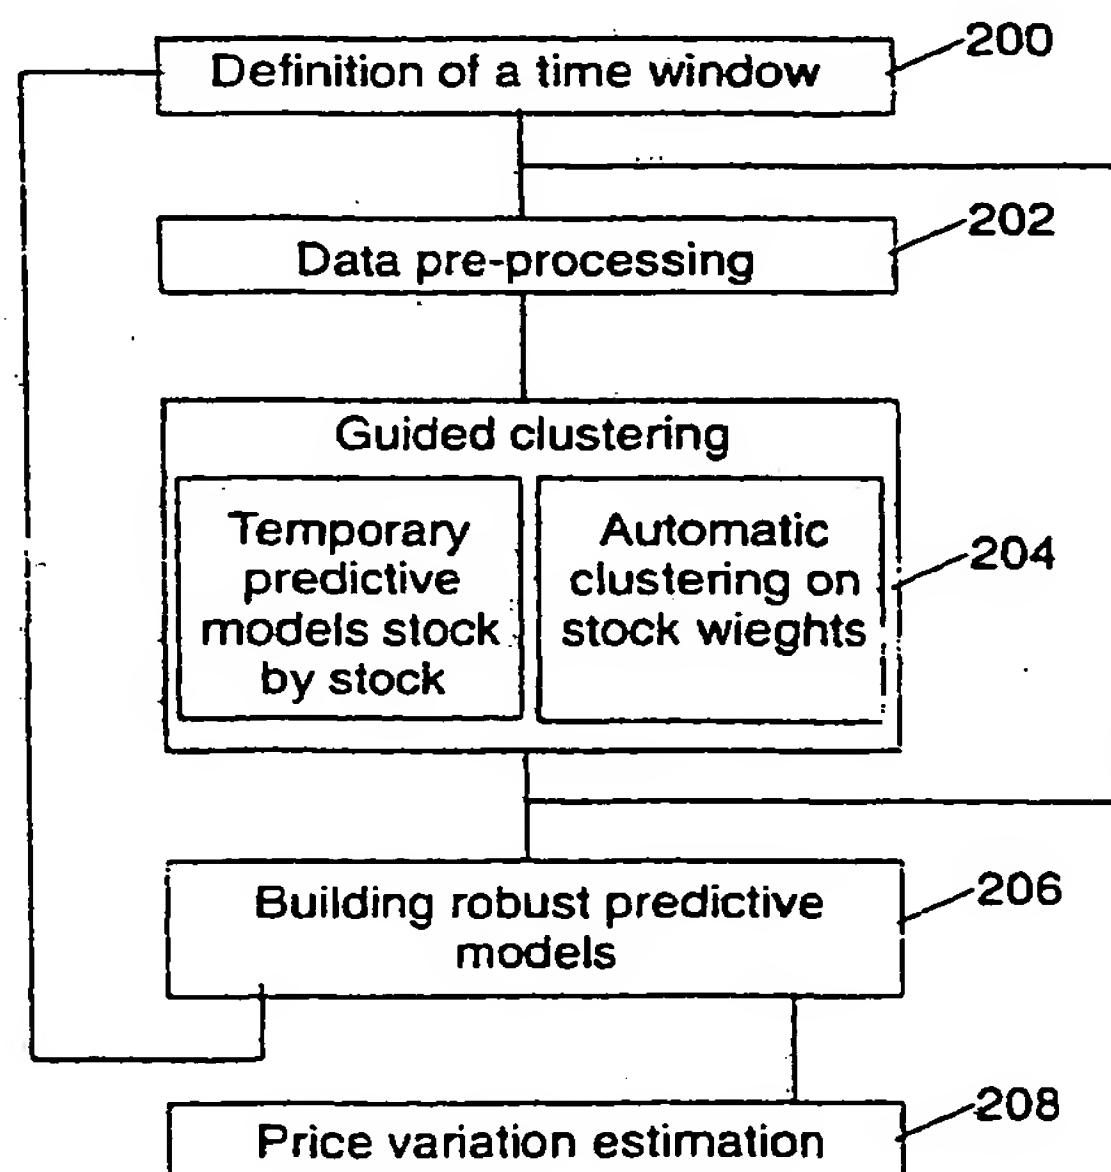 Definition of a time window
200
Data pre-processing
202
Guided clustering
Temporary
predictive
models stock
by stock
Automatic
clustering on
stock wieghts
204
Building robust predictive
models
206
Price variation estimation
208